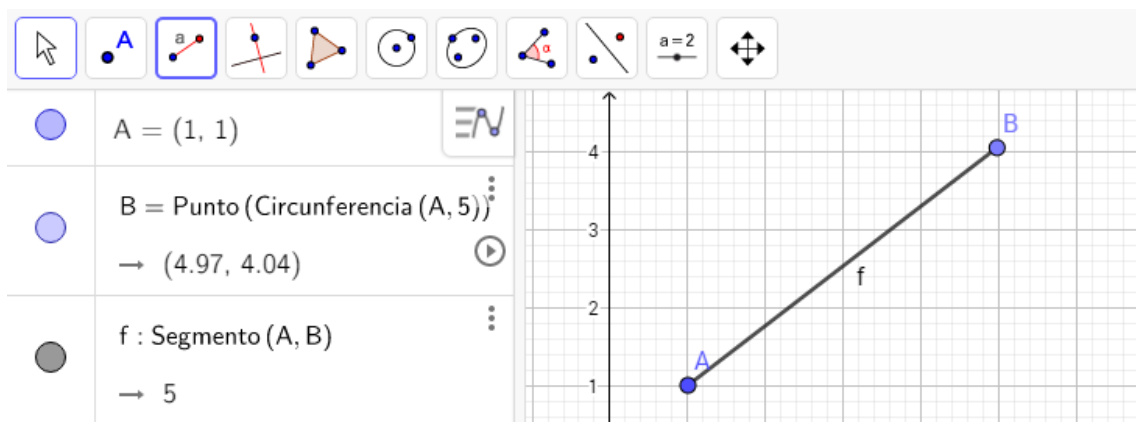 A
a
α
a=2
A = (1, 1)
B = Punto (Circunferencia (A, 5))
→ (4.97, 4.04)
f : Segmento (A, B)
→ 5
B
4
3
f
2
A
1